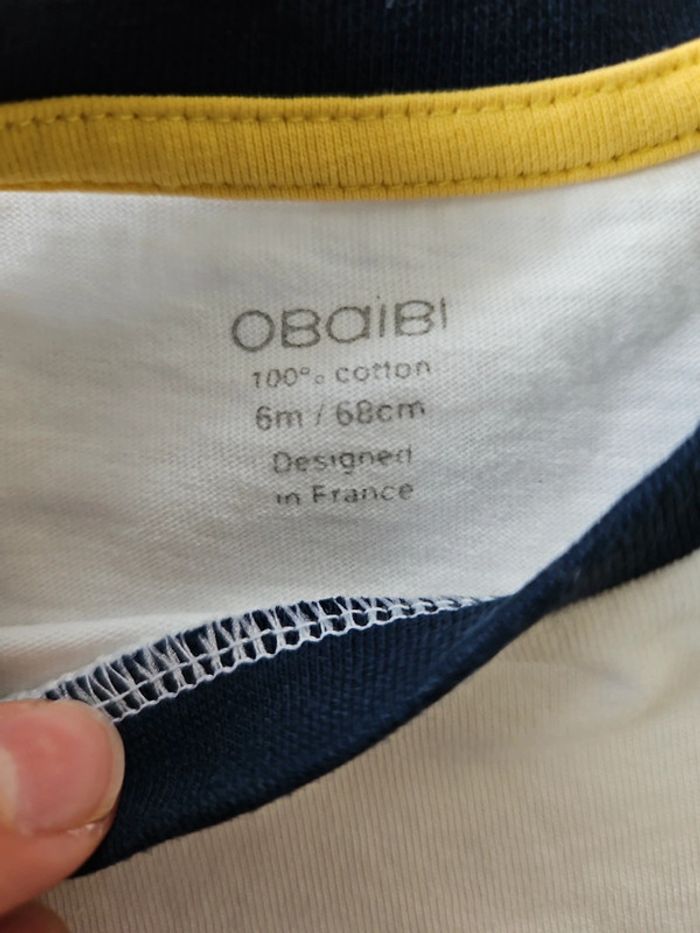 OBaiBI
100% cotton
6m / 68cm
Designed
in France